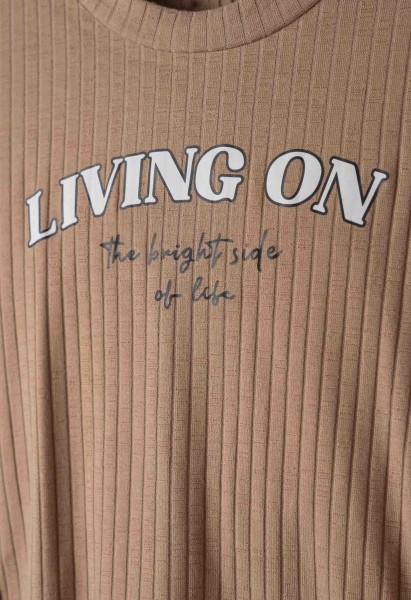 LIVING ON
the bright side
of life